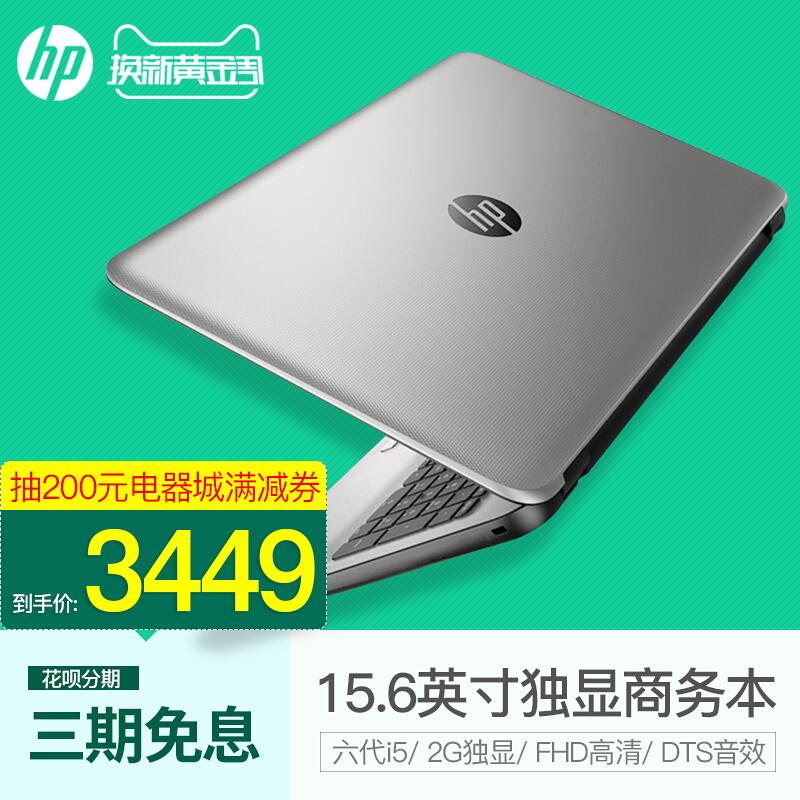 hp 换新黄金周
hp
抽200元电器城满减券
到手价: 3449
花呗分期
三期免息
15.6英寸独显商务本
六代i5/ 2G独显/ FHD高清/ DTS音效